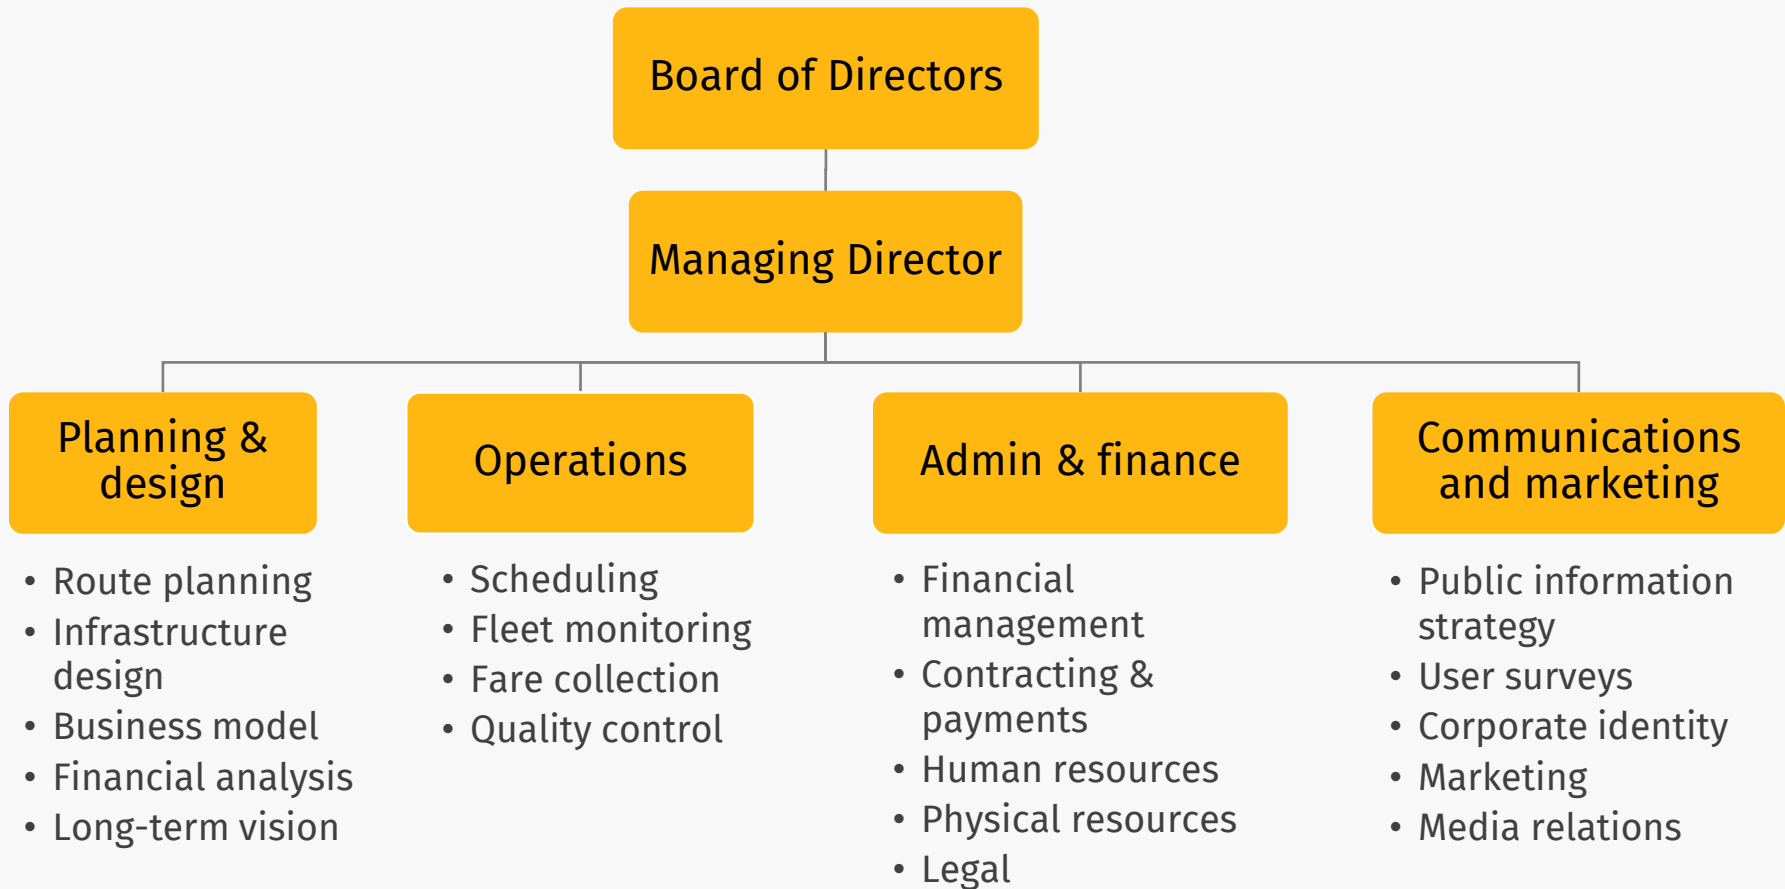 Board of Directors
Managing Director
Planning &
design
• Route planning
• Infrastructure
design
• Business model
• Financial analysis
• Long-term vision
Operations
• Scheduling
• Fleet monitoring
• Fare collection
• Quality control
Admin & finance
• Financial
management
• Contracting &
payments
• Human resources
• Physical resources
• Legal
Communications
and marketing
• Public information
strategy
• User surveys
• Corporate identity
• Marketing
• Media relations